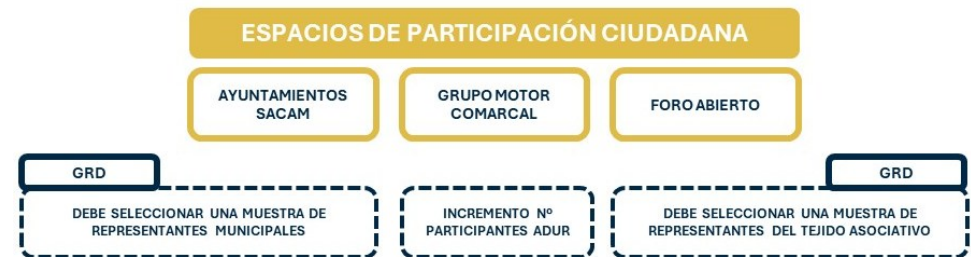 ESPACIOS DE PARTICIPACIÓN CIUDADANA
AYUNTAMIENTOS
SACAM
GRUPO MOTOR
COMARCAL
FORO ABIERTO
GRD
DEBE SELECCIONAR UNA MUESTRA DE
REPRESENTANTES MUNICIPALES
INCREMENTO Nº
PARTICIPANTES ADUR
GRD
DEBE SELECCIONAR UNA MUESTRA DE
REPRESENTANTES DEL TEJIDO ASOCIATIVO